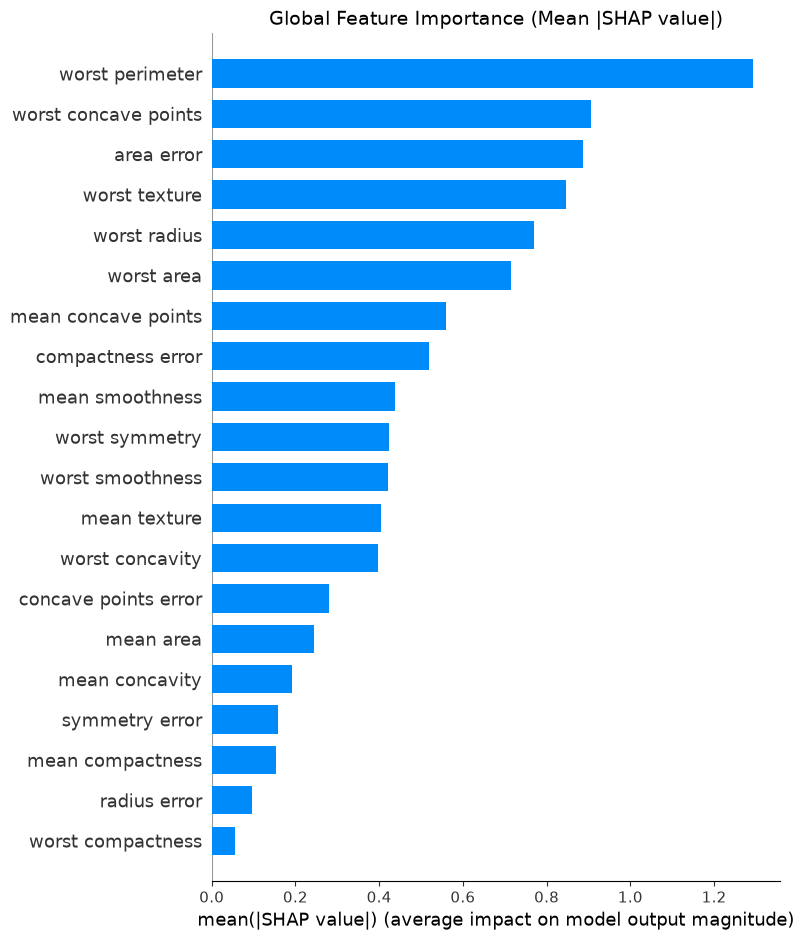 Global Feature Importance (Mean |SHAP value|)
worst perimeter
worst concave points
area error
worst texture
worst radius
worst area
mean concave points
compactness error
mean smoothness
worst symmetry
worst smoothness
mean texture
worst concavity
concave points error
mean area
mean concavity
symmetry error
mean compactness
radius error
worst compactness
0.0 0.2 0.4 0.6 0.8 1.0 1.2
mean(|SHAP value|) (average impact on model output magnitude)